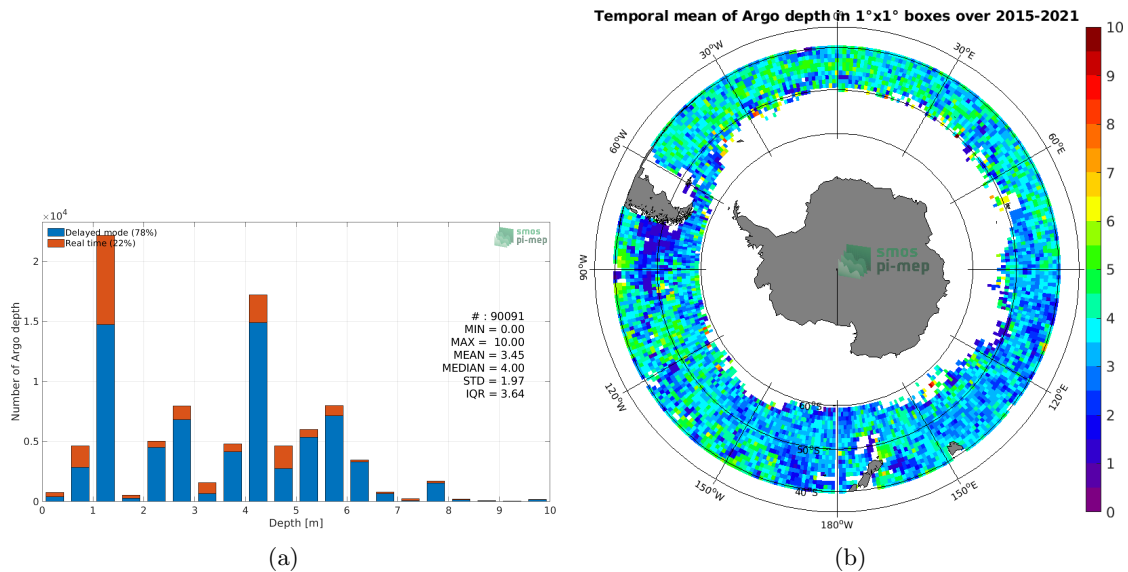 Temporal mean of Argo depth in 1°x1° boxes over 2015-2021
×10⁴
Delayed mode (78%)
Real time (22%)
smos
pi-mep
2
1.5
1
0.5
0
Number of Argo depth
# : 90091
MIN = 0.00
MAX = 10.00
MEAN = 3.45
MEDIAN = 4.00
STD = 1.97
IQR = 3.64
0 1 2 3 4 5 6 7 8 9 10
Depth [m]
(a)
0°
30°W
30°E
60°W
60°E
90°W
120°W
120°E
150°W
150°E
180°W
60°S
50°S
40°S
smos
pi-mep
10
9
8
7
6
5
4
3
2
1
0
(b)